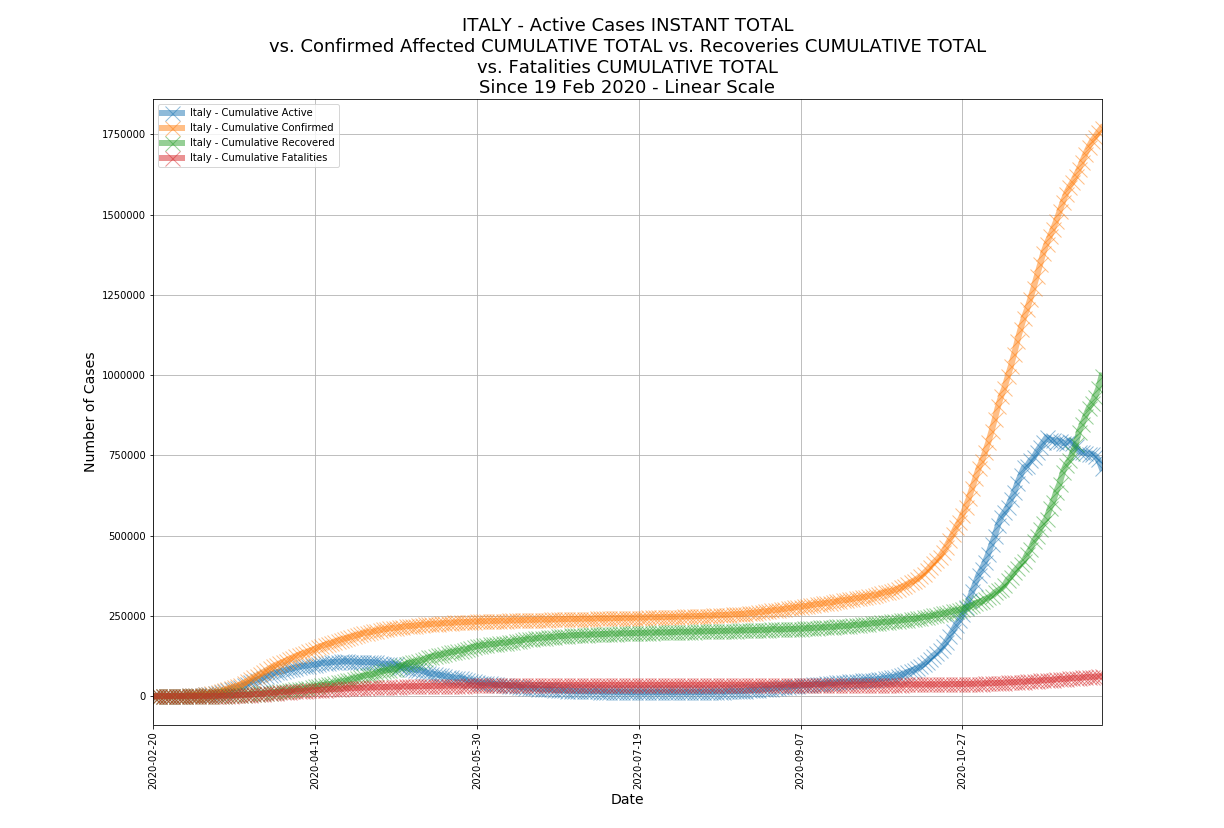 ITALY - Active Cases INSTANT TOTAL
vs. Confirmed Affected CUMULATIVE TOTAL vs. Recoveries CUMULATIVE TOTAL
vs. Fatalities CUMULATIVE TOTAL
Since 19 Feb 2020 - Linear Scale
Italy - Cumulative Active
Italy - Cumulative Confirmed
Italy - Cumulative Recovered
Italy - Cumulative Fatalities
Number of Cases
1750000
1500000
1250000
1000000
750000
500000
250000
0
2020-02-20
2020-04-10
2020-05-30
2020-07-19
2020-09-07
2020-10-27
Date